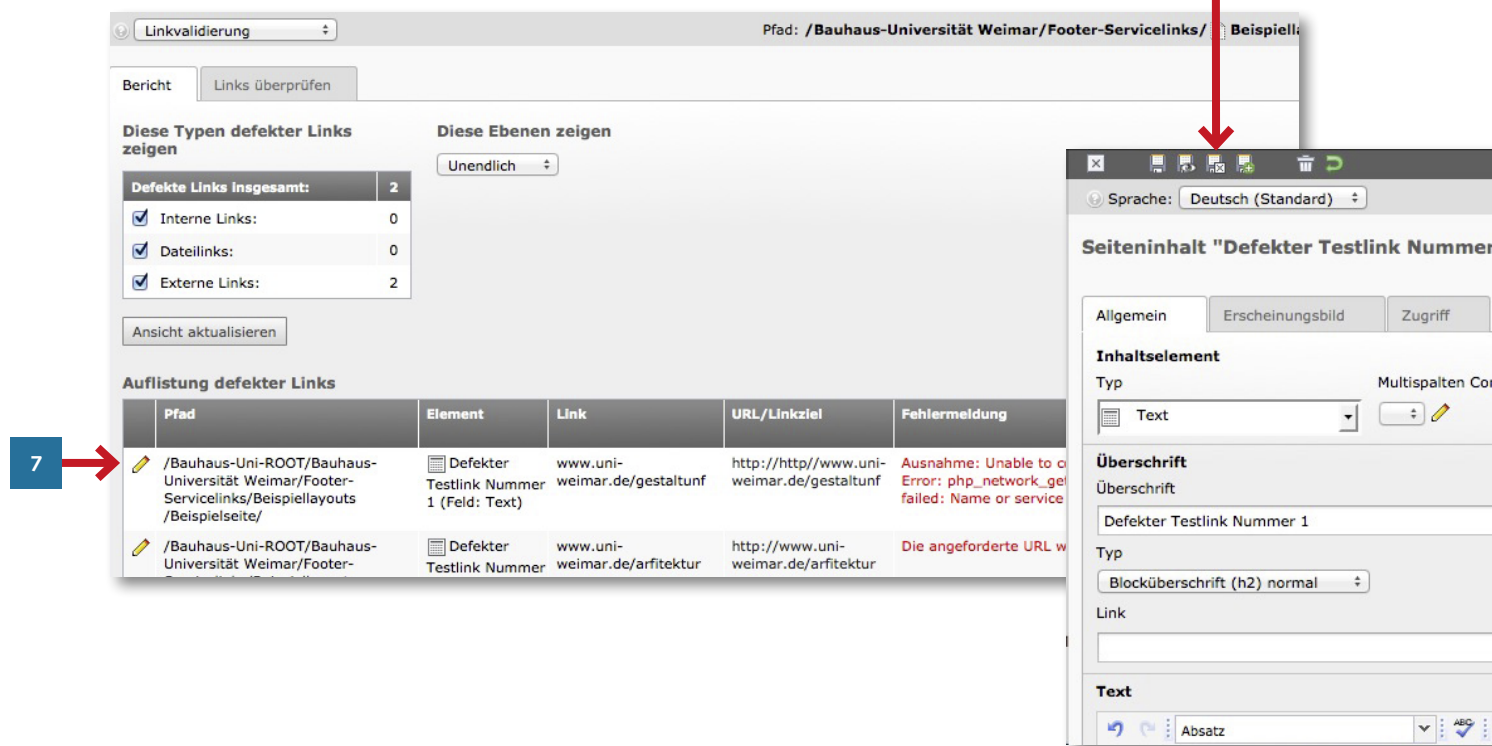 Linkvalidierung
Pfad: /Bauhaus-Universität Weimar/Footer-Servicelinks/ Beispiella
Bericht
Links überprüfen
Diese Typen defekter Links
zeigen
Diese Ebenen zeigen
Unendlich
Defekte Links insgesamt: 2
Interne Links: 0
Dateilinks: 0
Externe Links: 2
Ansicht aktualisieren
Auflistung defekter Links
Pfad
Element
Link
URL/Linkziel
Fehlermeldung
7
/Bauhaus-Uni-ROOT/Bauhaus-
Universität Weimar/Footer-
Servicelinks/Beispiellayouts
/Beispielseite/
Defekter
Testlink Nummer
1 (Feld: Text)
www.uni-
weimar.de/gestaltunf
http://http//www.uni-
weimar.de/gestaltunf
Ausnahme: Unable to c
Error: php_network_get
failed: Name or service
/Bauhaus-Uni-ROOT/Bauhaus-
Universität Weimar/Footer-
Defekter
Testlink Nummer
www.uni-
weimar.de/arfitektur
http://www.uni-
weimar.de/arfitektur
Die angeforderte URL w
Sprache: Deutsch (Standard)
Seiteninhalt "Defekter Testlink Nummer
Allgemein
Erscheinungsbild
Zugriff
Inhaltselement
Typ
Multispalten Co
Text
Überschrift
Überschrift
Defekter Testlink Nummer 1
Typ
Blocküberschrift (h2) normal
Link
Text
Absatz
ABC